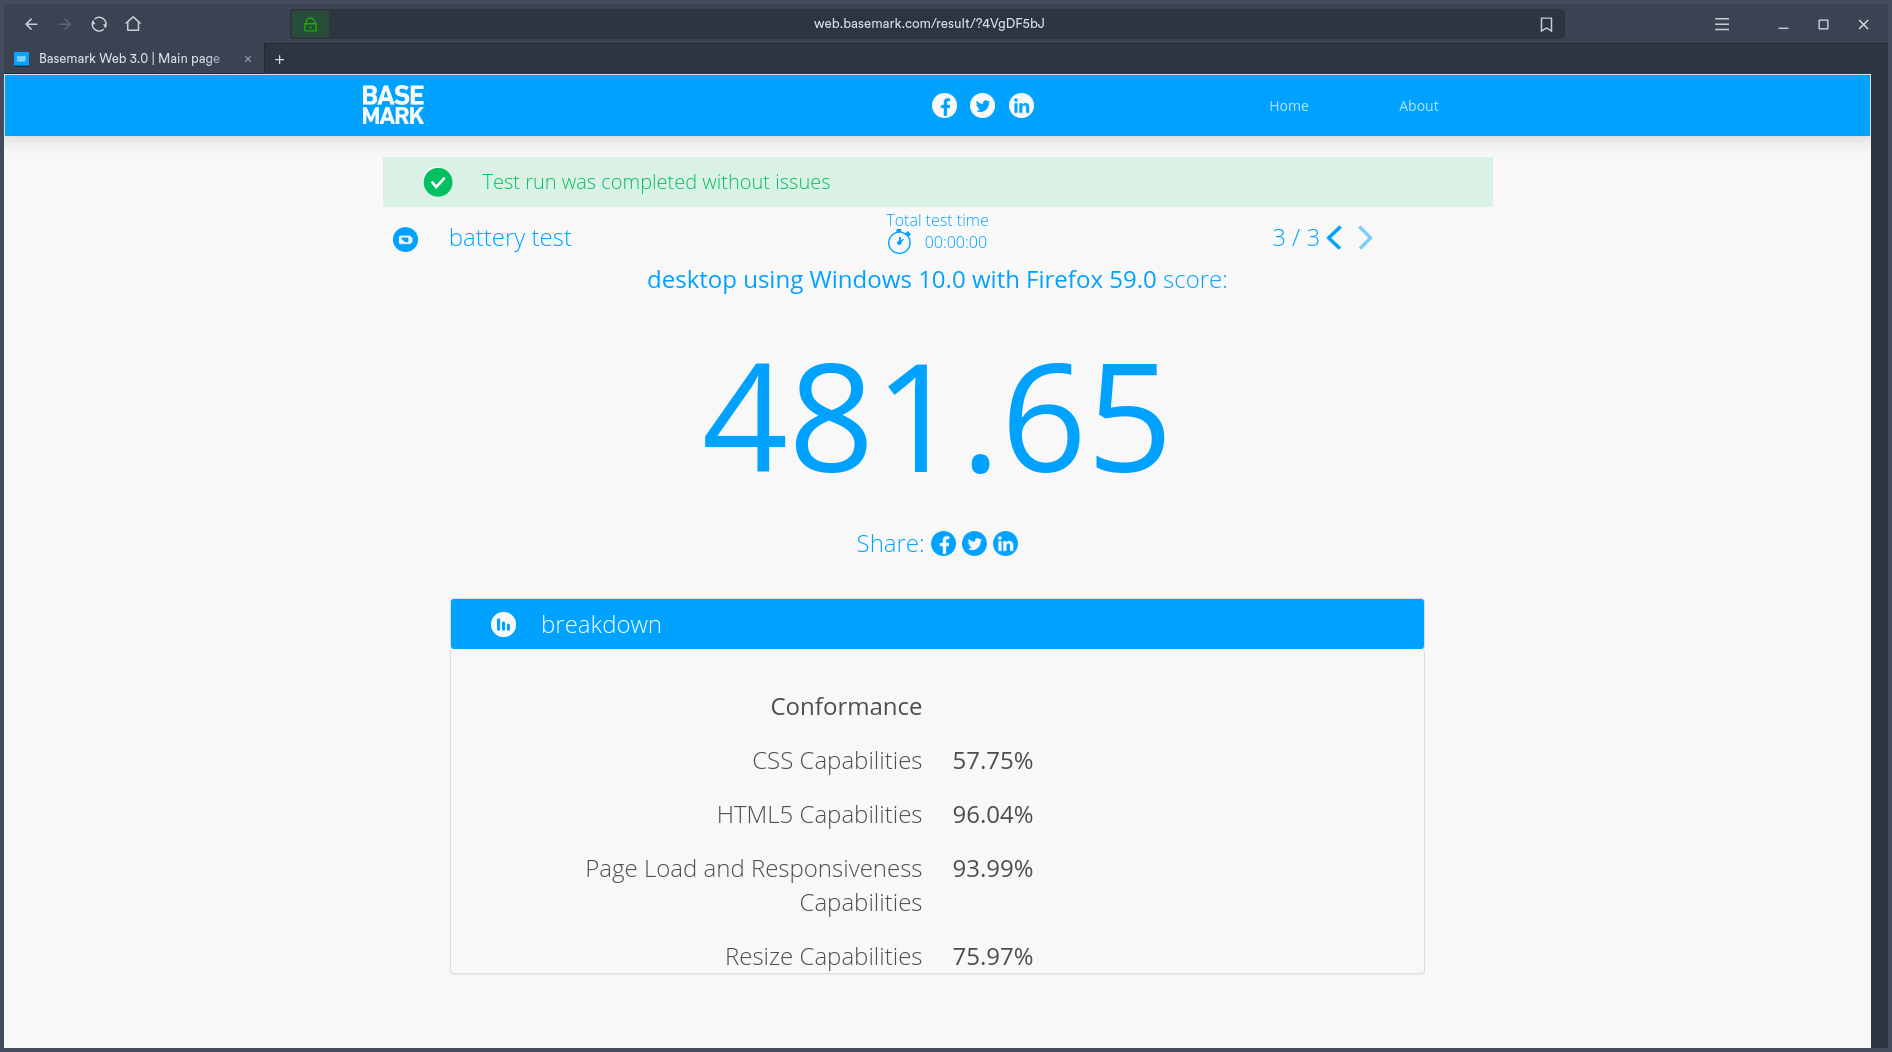 web.basemark.com/result/?4VgDF5bJ
Basemark Web 3.0 | Main page
BASE
MARK
Home
About
Test run was completed without issues
battery test
Total test time
00:00:00
3 / 3
desktop using Windows 10.0 with Firefox 59.0 score:
481.65
Share:
breakdown
Conformance
CSS Capabilities 57.75%
HTML5 Capabilities 96.04%
Page Load and Responsiveness 93.99%
Capabilities
Resize Capabilities 75.97%